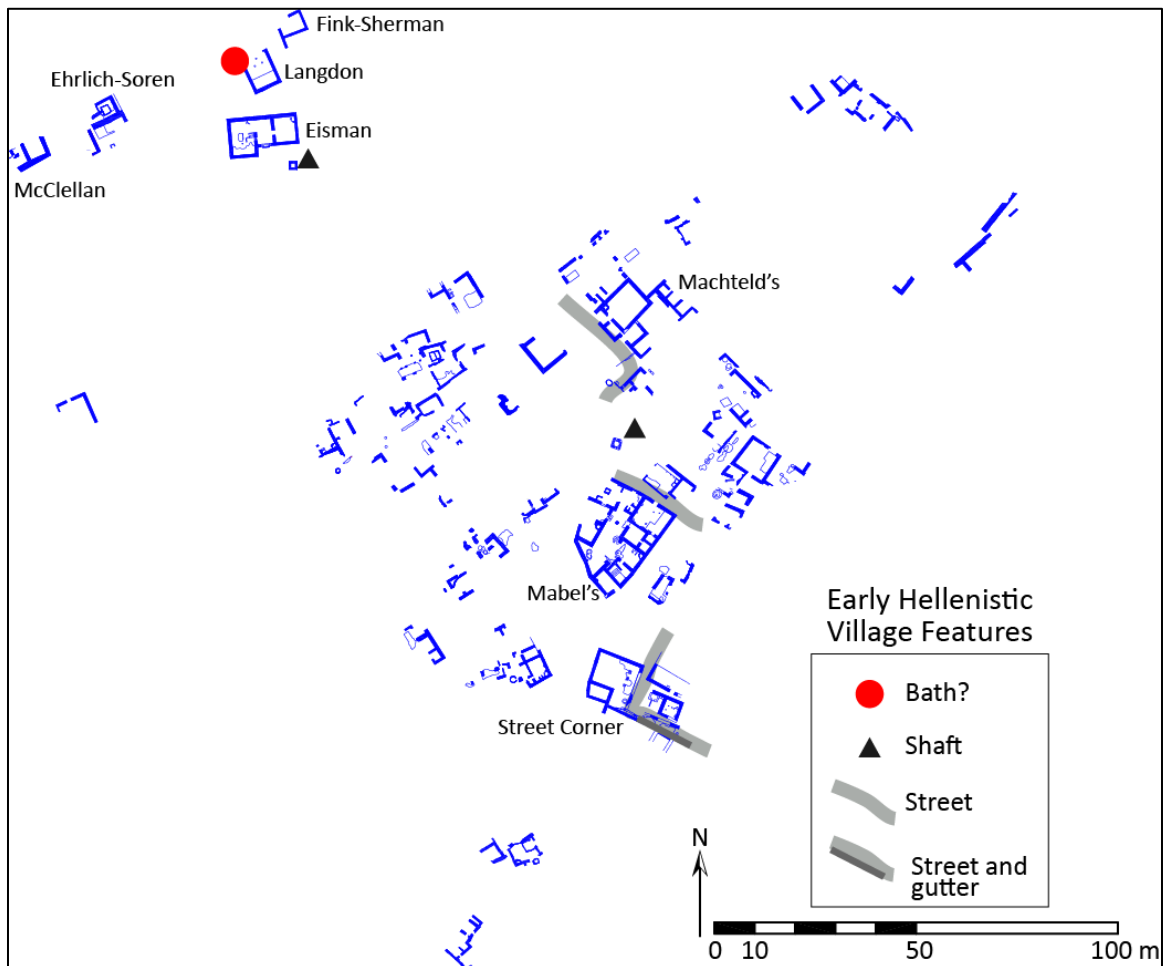 Fink-Sherman
Langdon
Ehrlich-Soren
Eisman
McClellan
Machteld's
Mabel's
Street Corner
Early Hellenistic
Village Features
Bath?
Shaft
Street
Street and
gutter
N
0 10 50 100 m